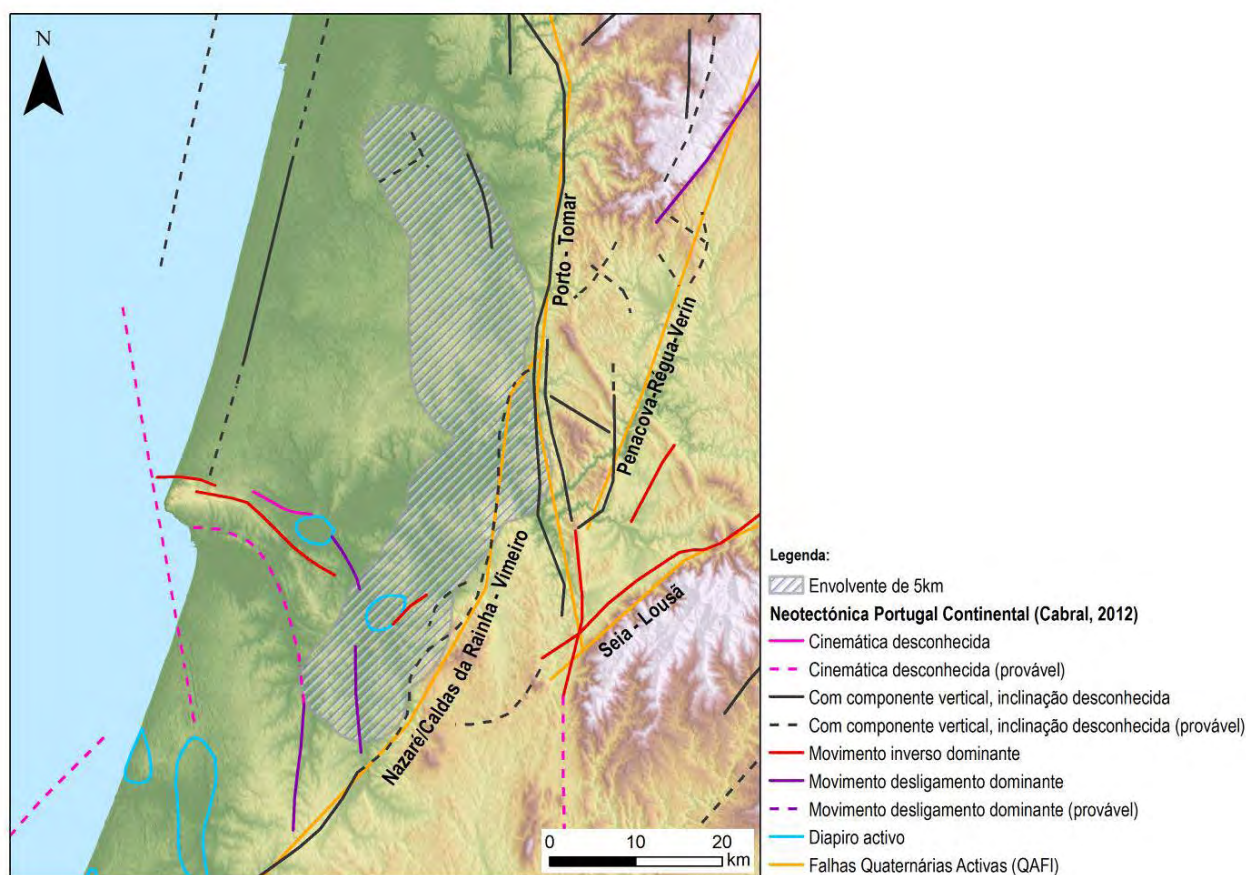 N
Porto - Tomar
Penacova-Régua-Verín
Nazaré/Caldas da Rainha - Vimeiro
Seia - Lousã
0 10 20
km
Legenda:
Envolvente de 5km
Neotectónica Portugal Continental (Cabral, 2012)
Cinemática desconhecida
Cinemática desconhecida (provável)
Com componente vertical, inclinação desconhecida
Com componente vertical, inclinação desconhecida (provável)
Movimento inverso dominante
Movimento desligamento dominante
Movimento desligamento dominante (provável)
Diapiro activo
Falhas Quaternárias Activas (QAFI)